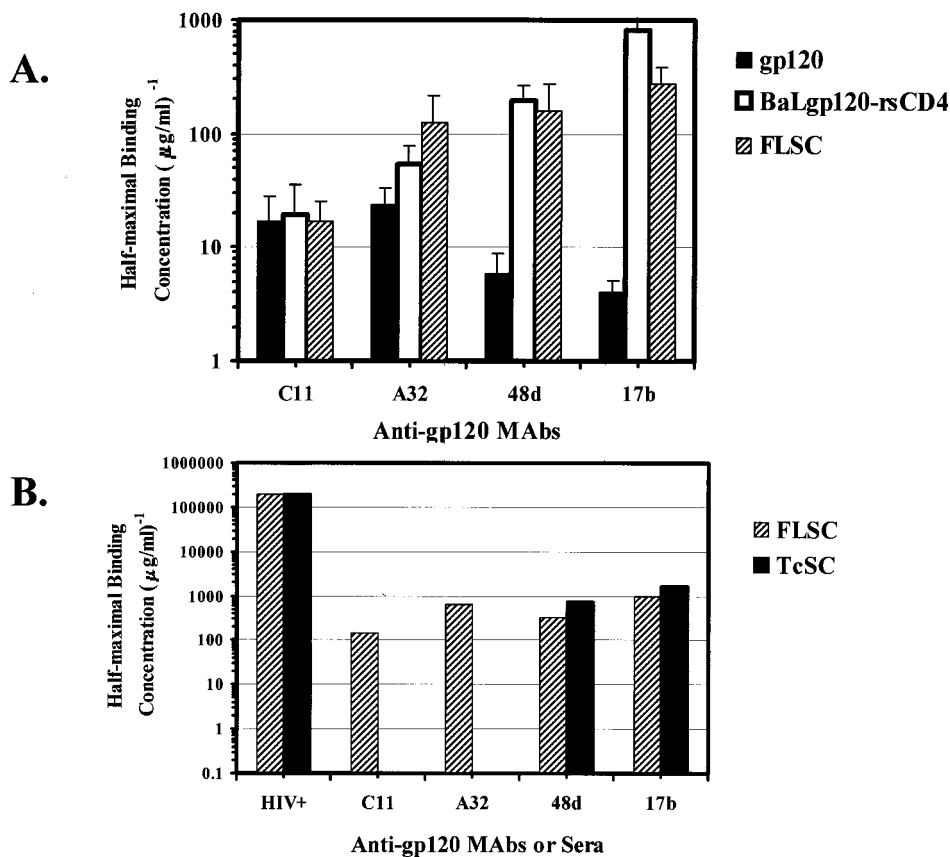 A.
Half-maximal Binding
Concentration ( μg/ml) -1
1000
100
10
1
C11 A32 48d 17b
Anti-gp120 MAbs
gp120
BaLgp120-rsCD4
FLSC
B.
Half-maximal Binding
Concentration ( μg/ml)-1
1000000
100000
10000
1000
100
10
1
0.1
HIV+ C11 A32 48d 17b
Anti-gp120 MAbs or Sera
FLSC
TcSC